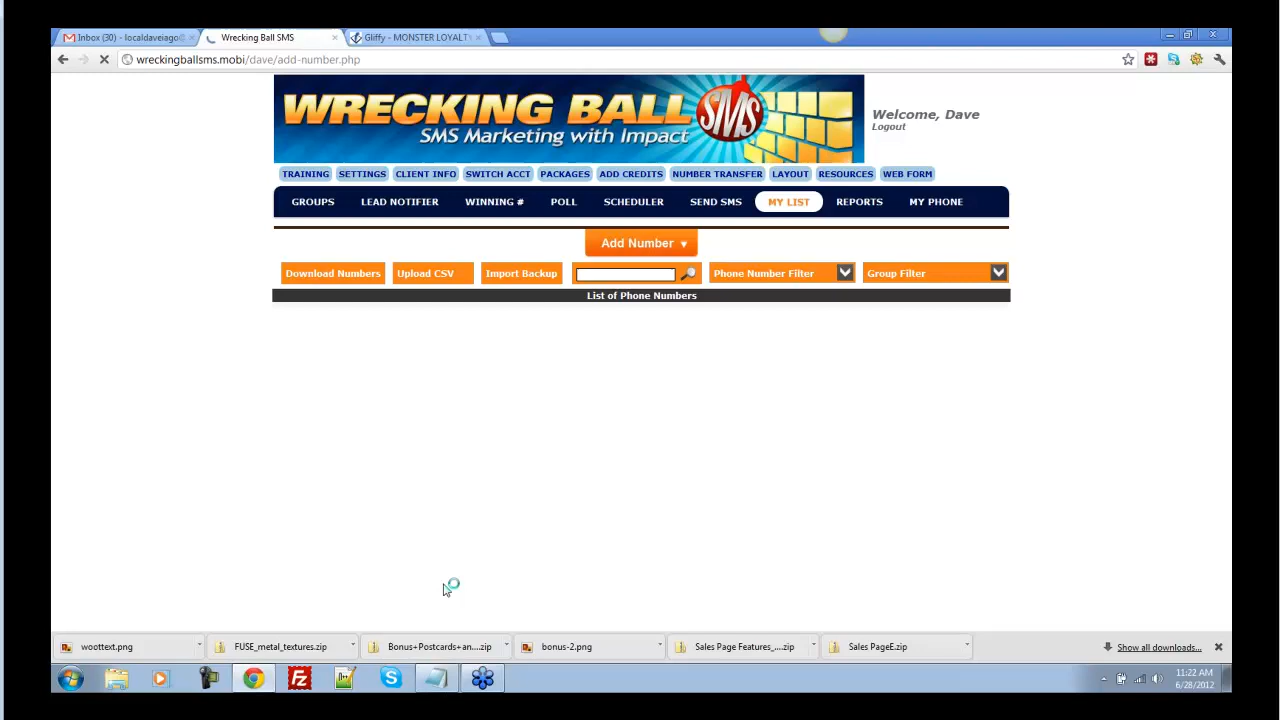 Inbox (30) - localdaveiago@
Wrecking Ball SMS
Gliffy - MONSTER LOYALTY
wreckingballsms.mobi/dave/add-number.php
WRECKING BALL SMS
SMS Marketing with Impact
Welcome, Dave
Logout
TRAINING SETTINGS CLIENT INFO SWITCH ACCT PACKAGES ADD CREDITS NUMBER TRANSFER LAYOUT RESOURCES WEB FORM
GROUPS LEAD NOTIFIER WINNING # POLL SCHEDULER SEND SMS MY LIST REPORTS MY PHONE
Add Number
Download Numbers Upload CSV Import Backup Phone Number Filter Group Filter
List of Phone Numbers
woottext.png FUSE_metal_textures.zip Bonus+Postcards+an....zip bonus-2.png Sales Page Features_....zip Sales PageE.zip Show all downloads...
11:22 AM
6/28/2012